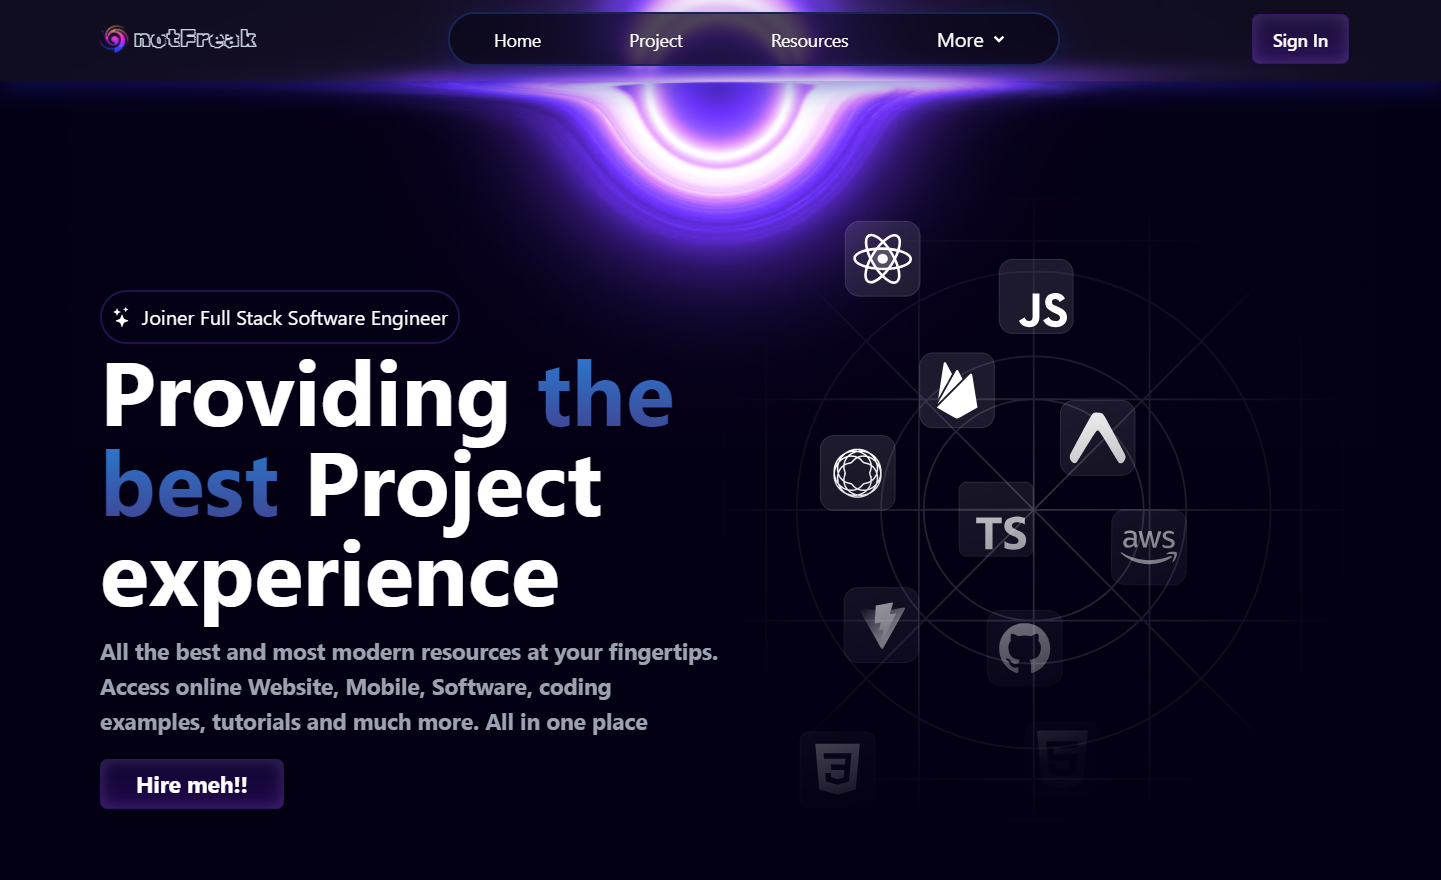 notFreak
Home Project Resources More
Sign In
Joiner Full Stack Software Engineer
Providing the
best Project
experience
All the best and most modern resources at your fingertips.
Access online Website, Mobile, Software, coding
examples, tutorials and much more. All in one place
Hire meh!!
JS
TS
aws
3
5